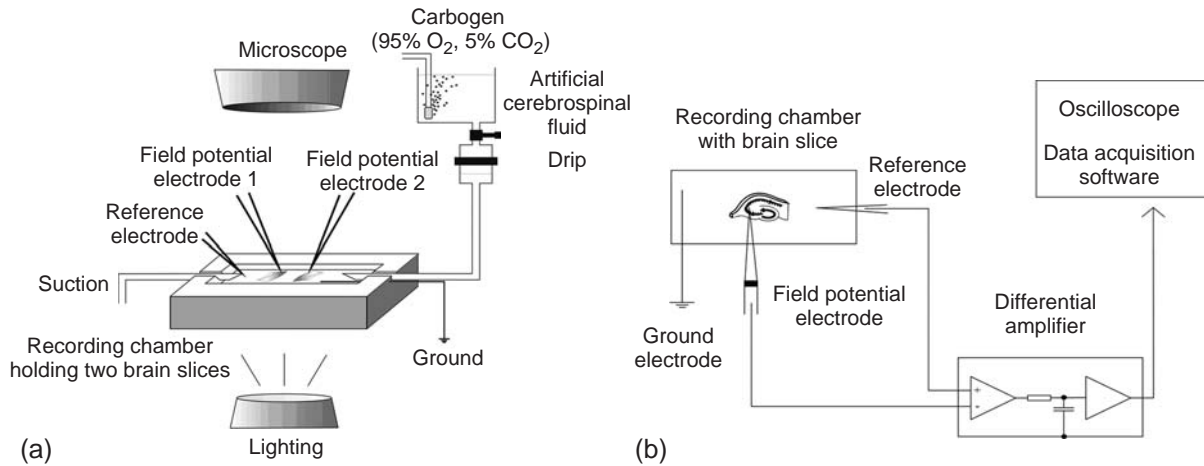 Carbogen
(95% O₂, 5% CO₂)
Microscope
Artificial
cerebrospinal
fluid
Drip
Field potential
electrode 1
Field potential
electrode 2
Reference
electrode
Suction
Ground
Recording chamber
holding two brain slices
Lighting
(a)
Recording chamber
with brain slice
Reference
electrode
Oscilloscope
Data acquisition
software
Field potential
electrode
Ground
electrode
Differential
amplifier
+
-
(b)